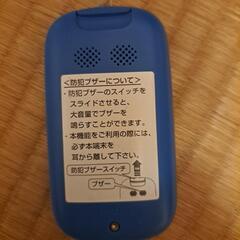 <防犯ブザーについて>
・防犯ブザーのスイッチを
スライドさせると、
大音量でブザーを
鳴らすことができます。
・本機能をご利用の際には、
必ず本端末を
耳から離して下さい。
防犯ブザースイッチ
ブザー